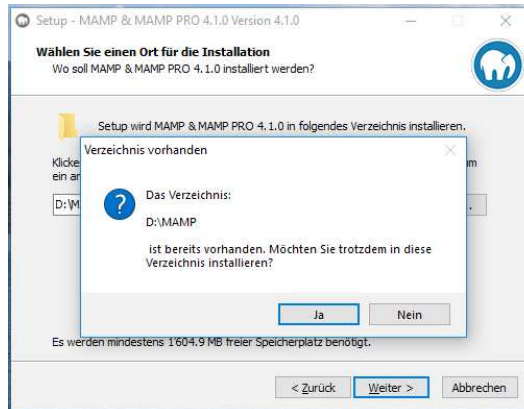 Setup - MAMP & MAMP PRO 4.1.0 Version 4.1.0
Wählen Sie einen Ort für die Installation
Wo soll MAMP & MAMP PRO 4.1.0 installiert werden?
Setup wird MAMP & MAMP PRO 4.1.0 in folgendes Verzeichnis installieren.
Klicke
ein ar
D:\M
Verzeichnis vorhanden
Das Verzeichnis:
D:\MAMP
ist bereits vorhanden. Möchten Sie trotzdem in diese
Verzeichnis installieren?
Ja Nein
Es werden mindestens 1'604.9 MB freier Speicherplatz benötigt.
< Zurück Weiter > Abbrechen